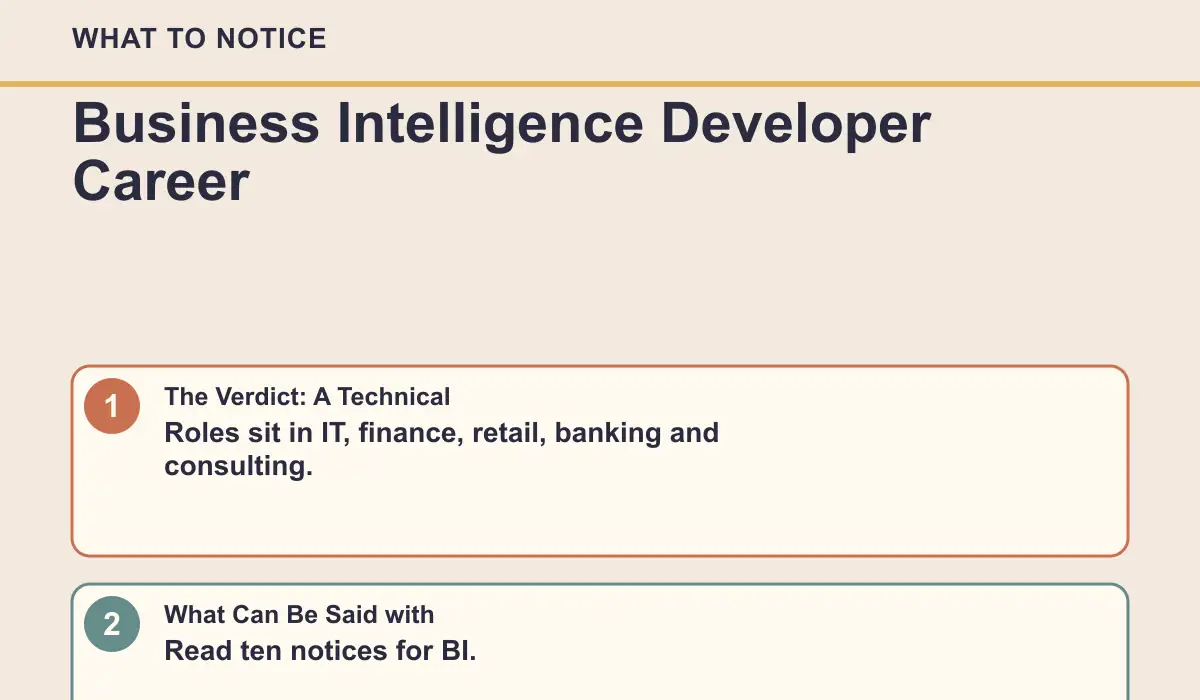 WHAT TO NOTICE
Business Intelligence Developer
Career
1
The Verdict: A Technical
Roles sit in IT, finance, retail, banking and
consulting.
2
What Can Be Said with
Read ten notices for BI.